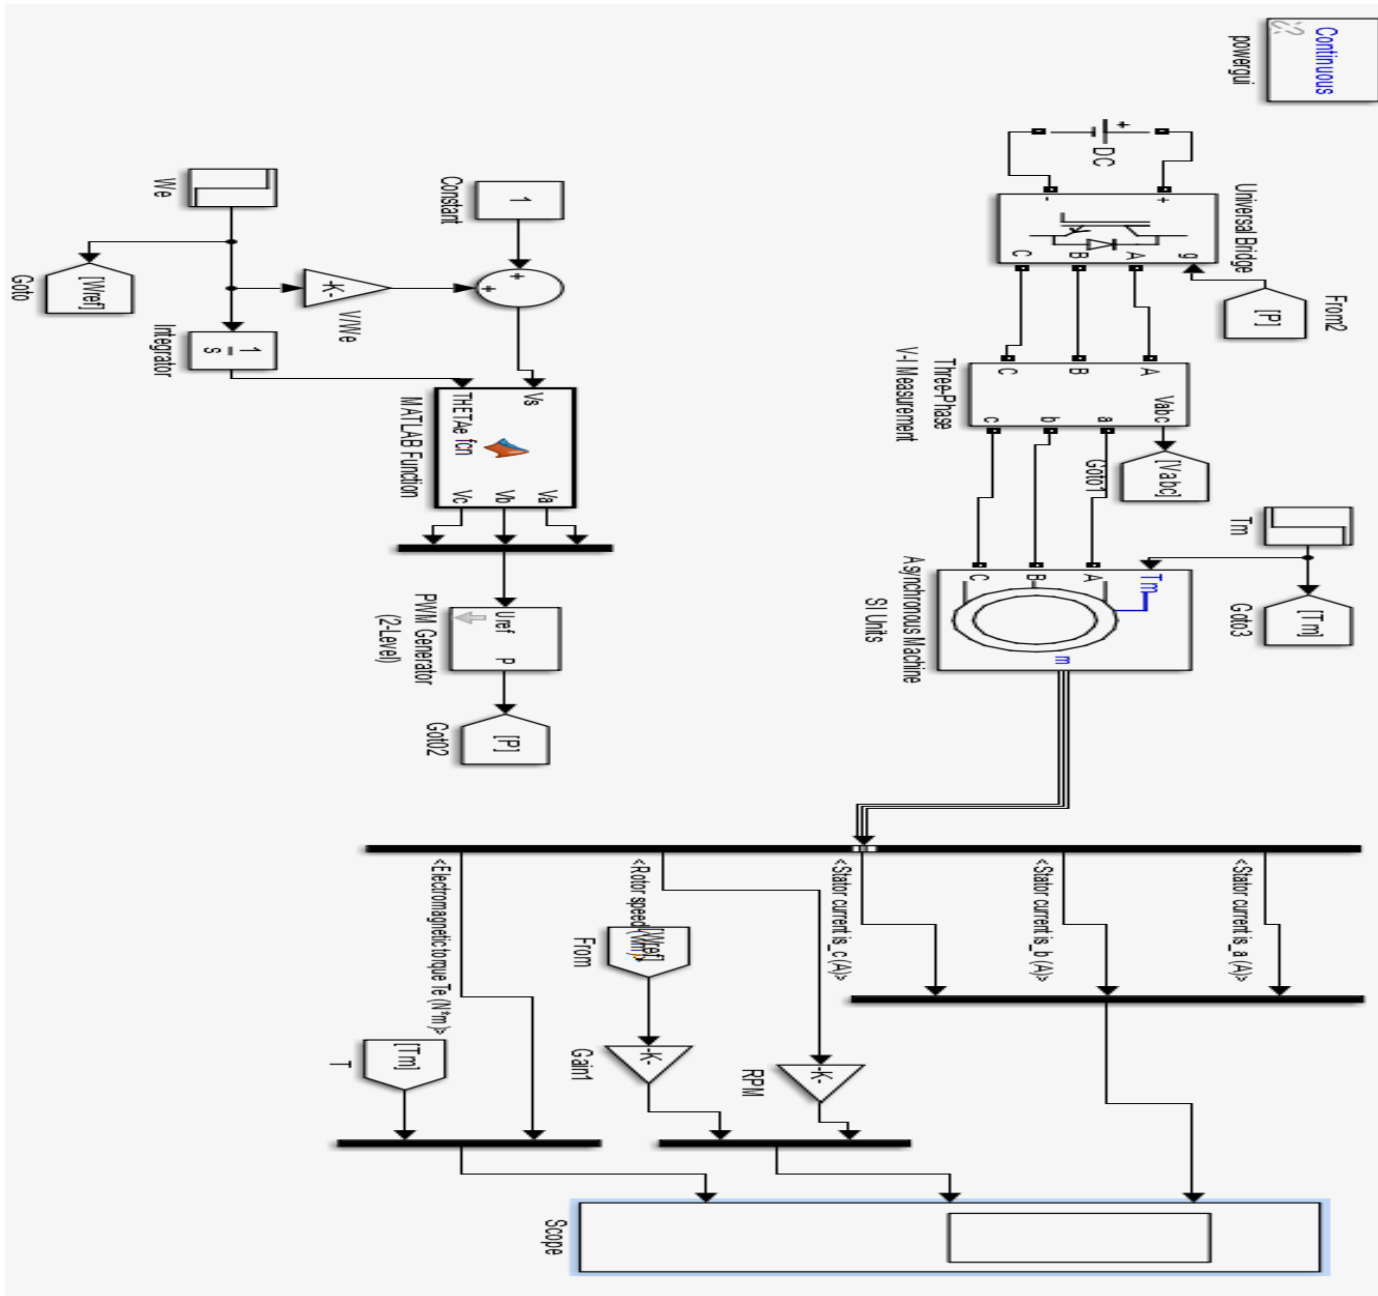 Continuous
powergui
DC
+
-
+
Universal Bridge
g
A
B
C
[P]
From2
A
B
C
Vabc
a
b
c
Three-Phase
V-I Measurement
[Vabc]
Goto1
Tm
[Tm]
Goto3
Tm
A
B
C
m
Asynchronous Machine
SI Units
<Stator current is_a (A)>
<Stator current is_b (A)>
<Stator current is_c (A)>
<Rotor speed
<Electromagnetic torque Te (N*m)>
-K-
RPM
[Wref]
From
-K-
Gain1
[Tm]
T
Scope
1
Constant
+
+
We
[Wref]
Goto
-K-
V/We
1
s
Integrator
Vs
THETAe
fcn
Va
Vb
Vc
MATLAB Function
Uref
P
PWM Generator
(2-Level)
[P]
Got02